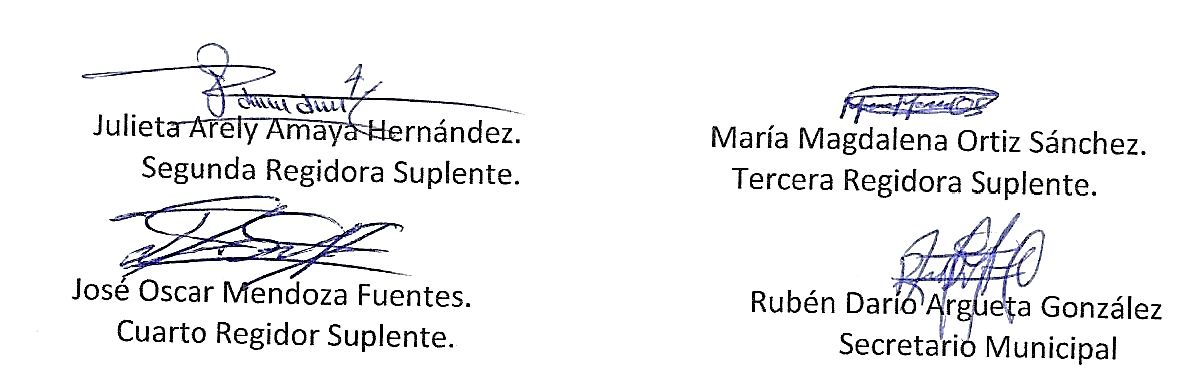 Julieta Arely Amaya Hernández.
Segunda Regidora Suplente.
María Magdalena Ortiz Sánchez.
Tercera Regidora Suplente.
José Oscar Mendoza Fuentes.
Cuarto Regidor Suplente.
Rubén Darío Argueta González
Secretario Municipal